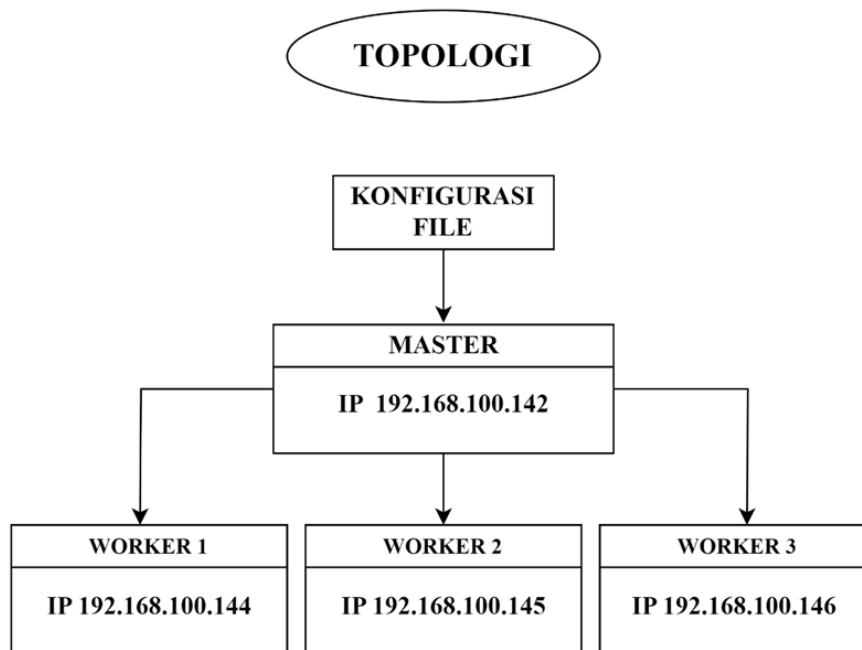 TOPOLOGI
KONFIGURASI
FILE
MASTER
IP 192.168.100.142
WORKER 1
IP 192.168.100.144
WORKER 2
IP 192.168.100.145
WORKER 3
IP 192.168.100.146